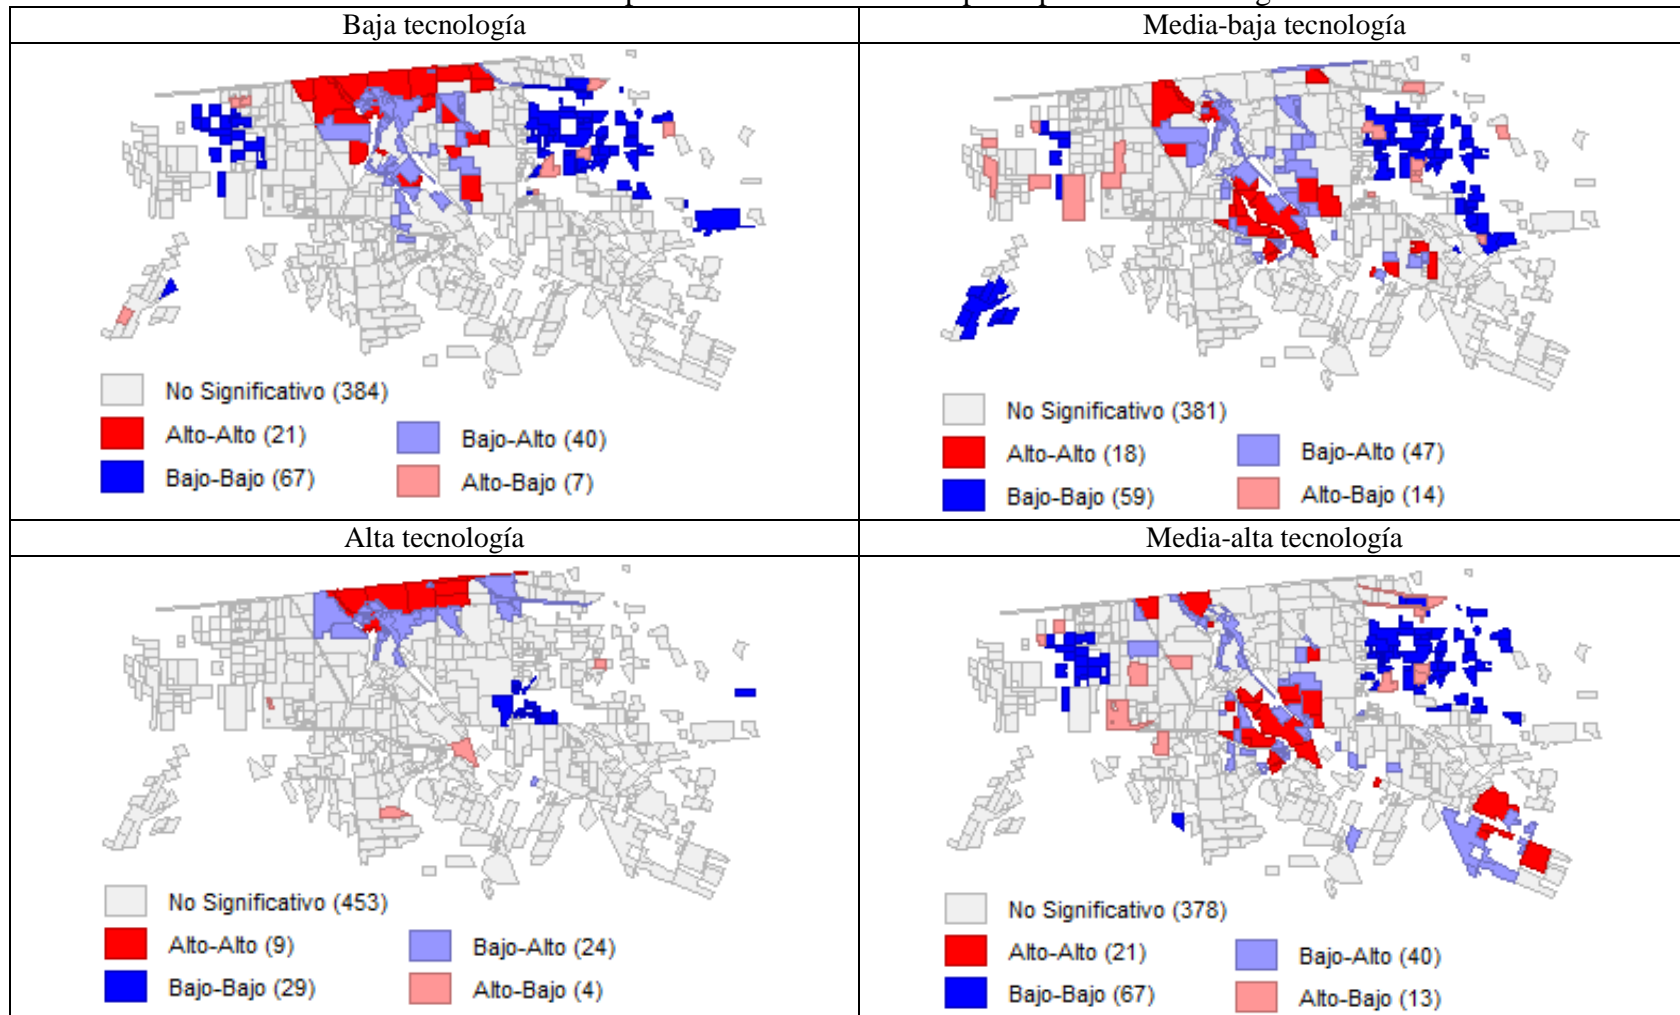 Baja tecnología
Media-baja tecnología
No Significativo (384)
Alto-Alto (21)
Bajo-Alto (40)
Bajo-Bajo (67)
Alto-Bajo (7)
No Significativo (381)
Alto-Alto (18)
Bajo-Alto (47)
Bajo-Bajo (59)
Alto-Bajo (14)
Alta tecnología
Media-alta tecnología
No Significativo (453)
Alto-Alto (9)
Bajo-Alto (24)
Bajo-Bajo (29)
Alto-Bajo (4)
No Significativo (378)
Alto-Alto (21)
Bajo-Alto (40)
Bajo-Bajo (67)
Alto-Bajo (13)